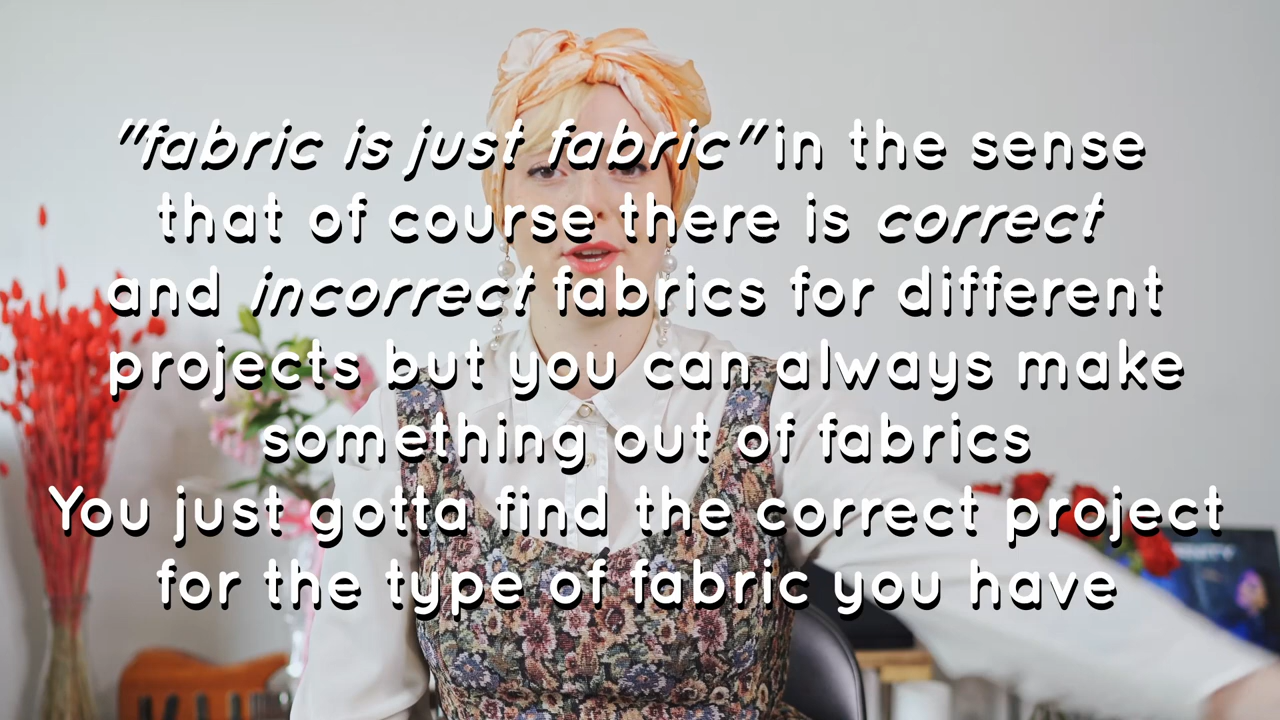 "fabric is just fabric" in the sense
that of course there is correct
and incorrect fabrics for different
projects but you can always make
something out of fabrics
You just gotta find the correct project
for the type of fabric you have